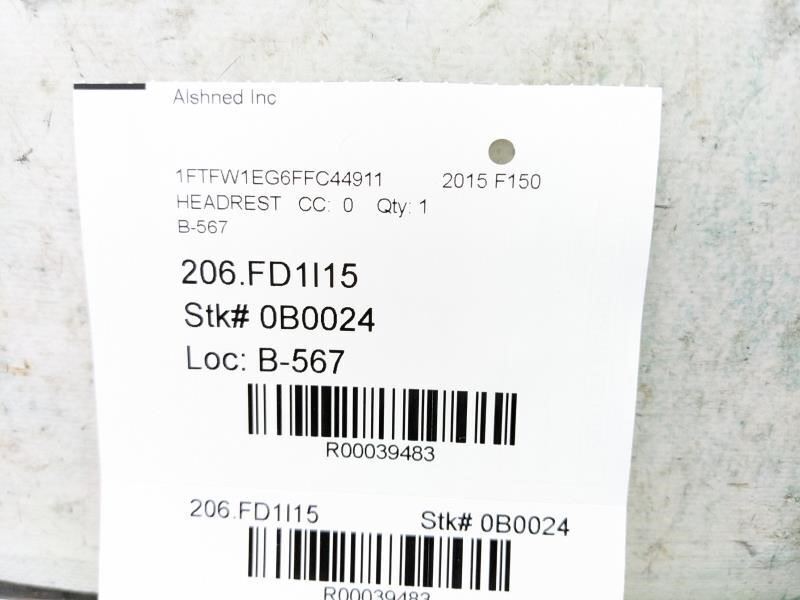 Alshned Inc
1FTFW1EG6FFC44911 2015 F150
HEADREST CC: 0 Qty: 1
B-567
206.FD1I15
Stk# 0B0024
Loc: B-567
R00039483
206.FD1I15 Stk# 0B0024
R00039483